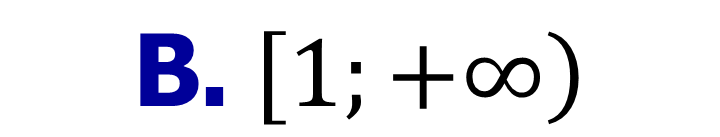 B. [1; +∞)